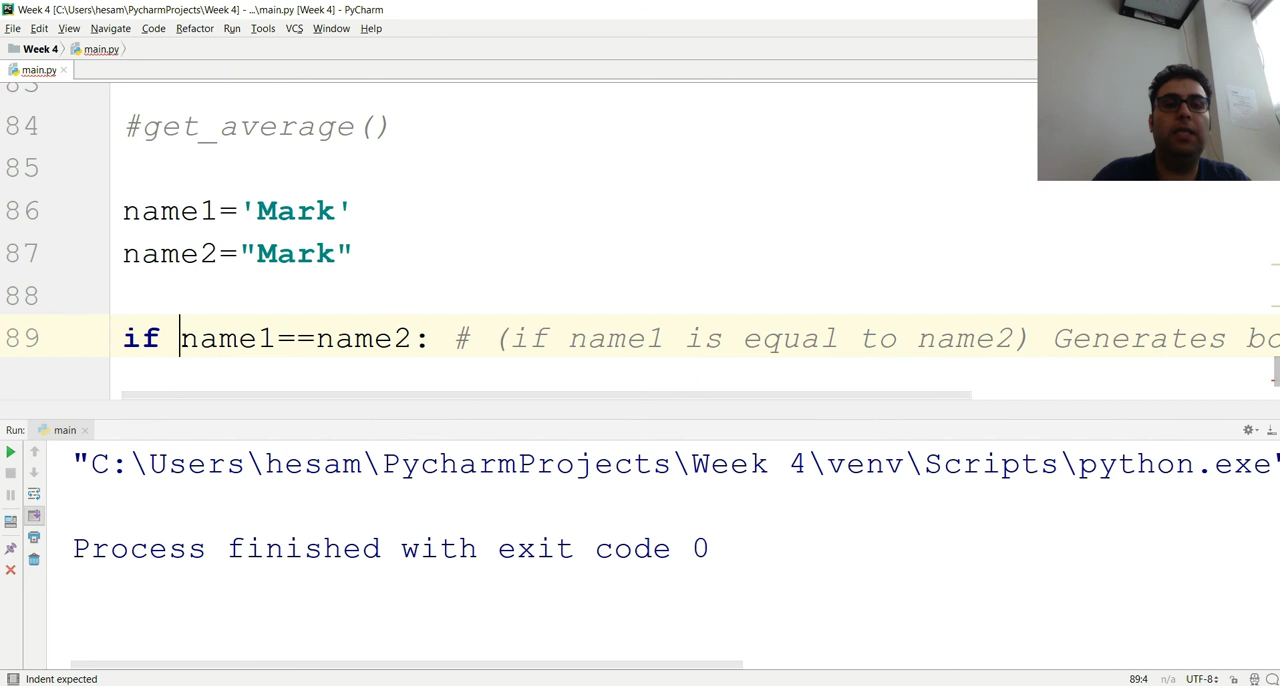 Week 4 [C:\Users\hesam\PycharmProjects\Week 4] - ...\main.py [Week 4] - PyCharm
File Edit View Navigate Code Refactor Run Tools VCS Window Help
Week 4 main.py
main.py
83
84 #get_average()
85
86 name1='Mark'
87 name2="Mark"
88
89 if name1==name2: # (if name1 is equal to name2) Generates bo
Run: main
"C:\Users\hesam\PycharmProjects\Week 4\venv\Scripts\python.exe"
Process finished with exit code 0
Indent expected 89:4 n/a UTF-8